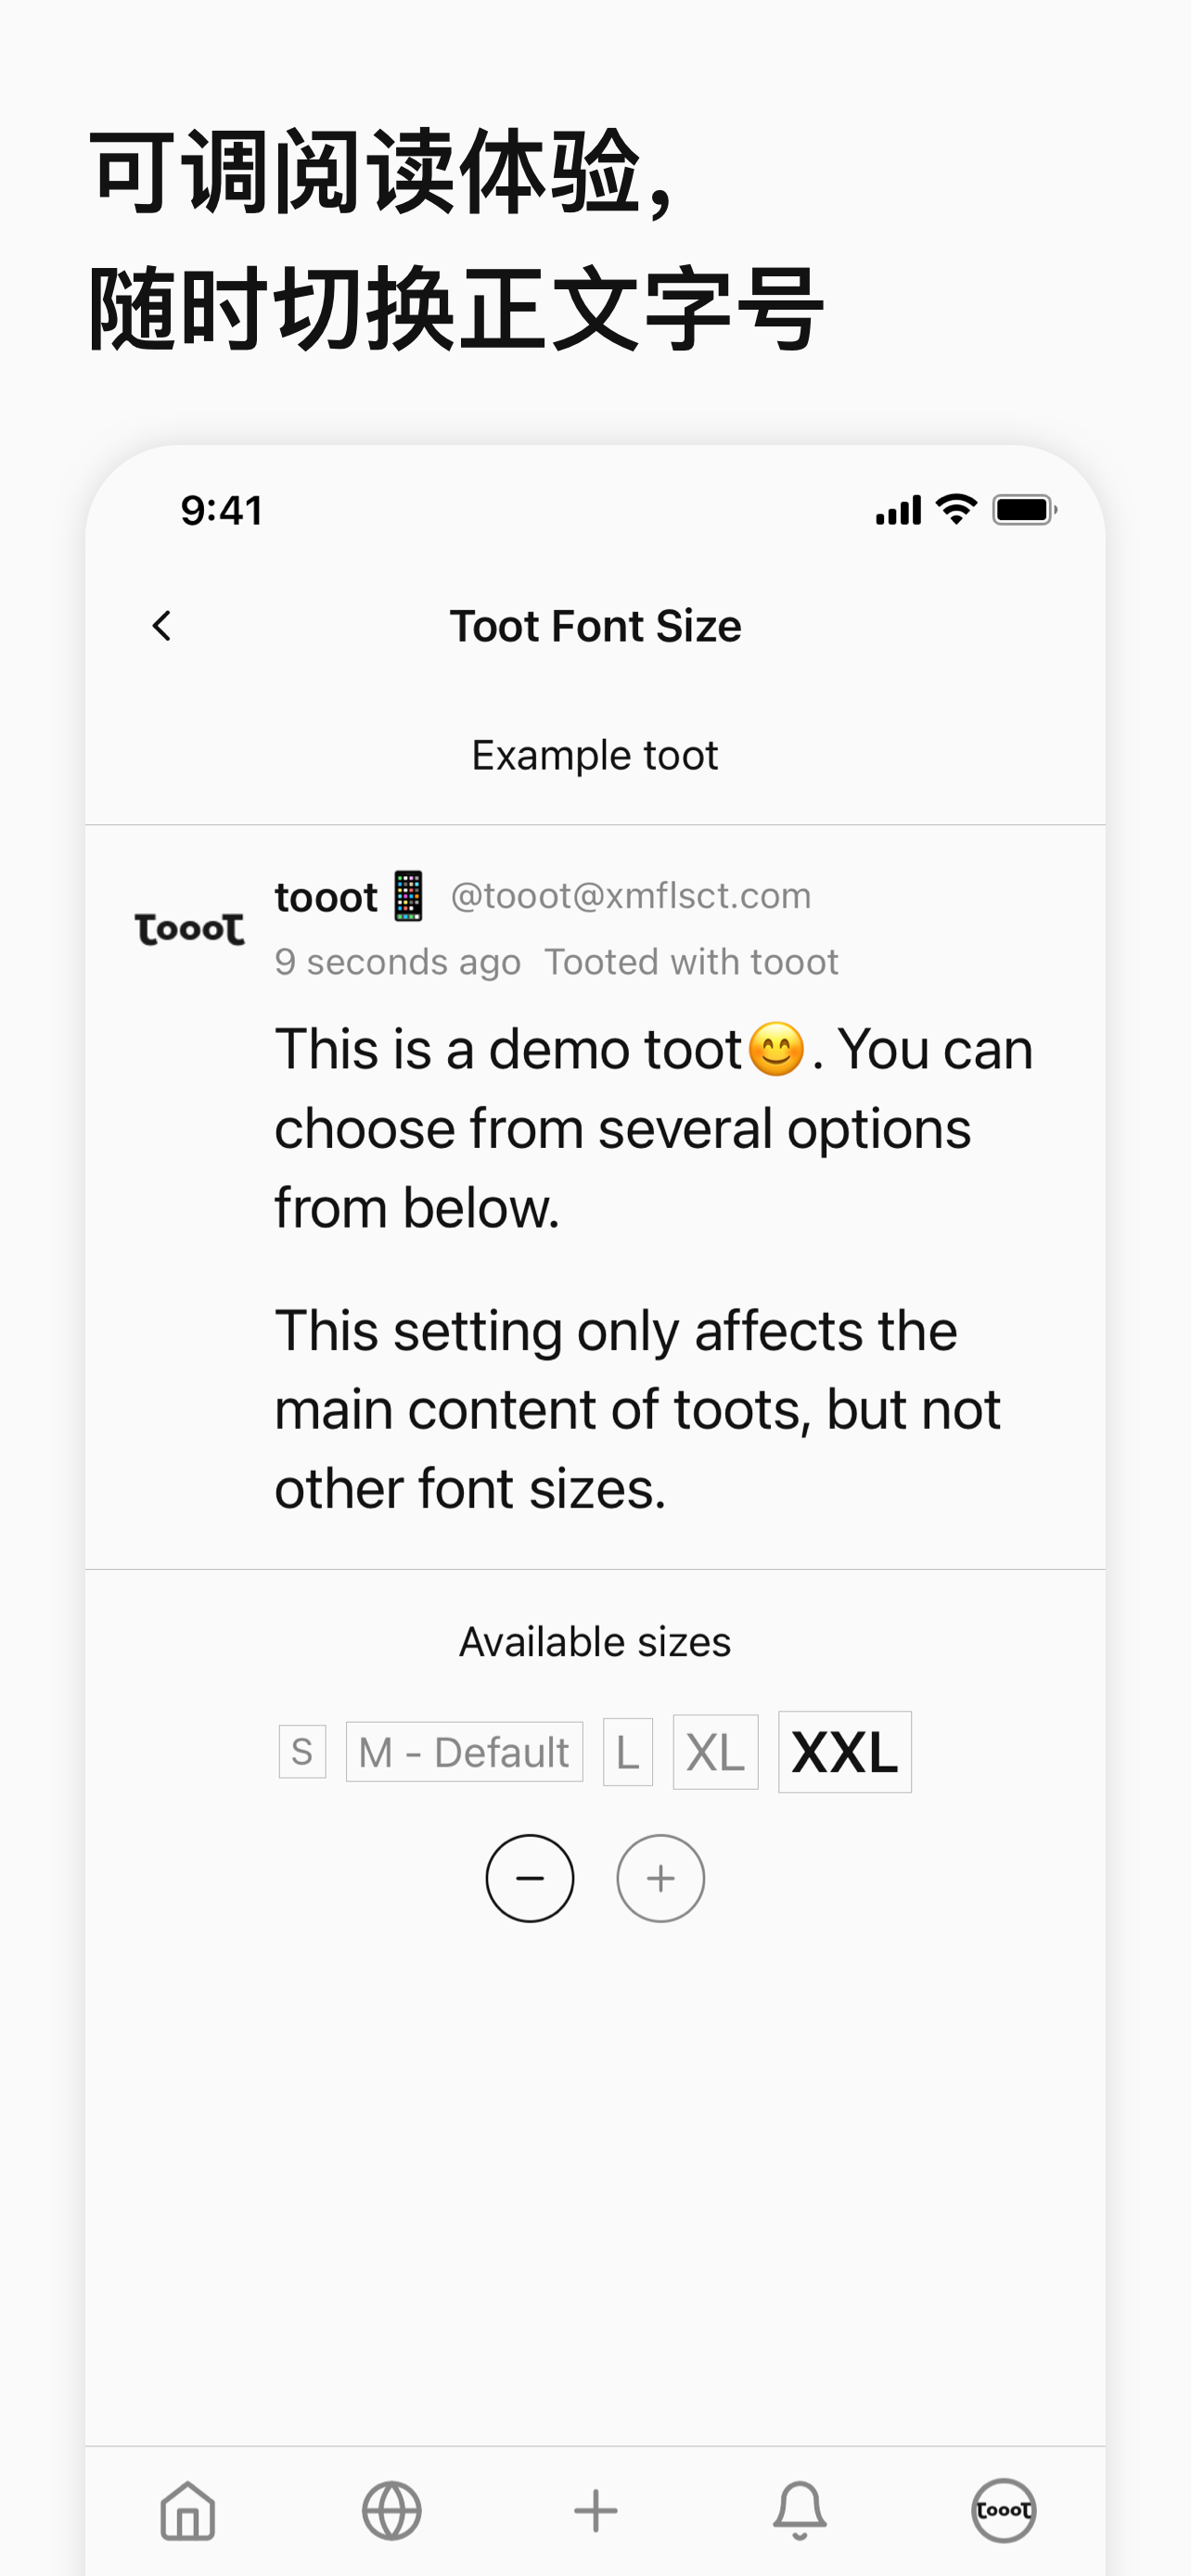 可调阅读体验，
随时切换正文字号
9:41
Toot Font Size
Example toot
tooot
tooot📱 @tooot@xmflsct.com
9 seconds ago Tooted with tooot
This is a demo toot😊. You can
choose from several options
from below.
This setting only affects the
main content of toots, but not
other font sizes.
Available sizes
S M - Default L XL XXL
tooot